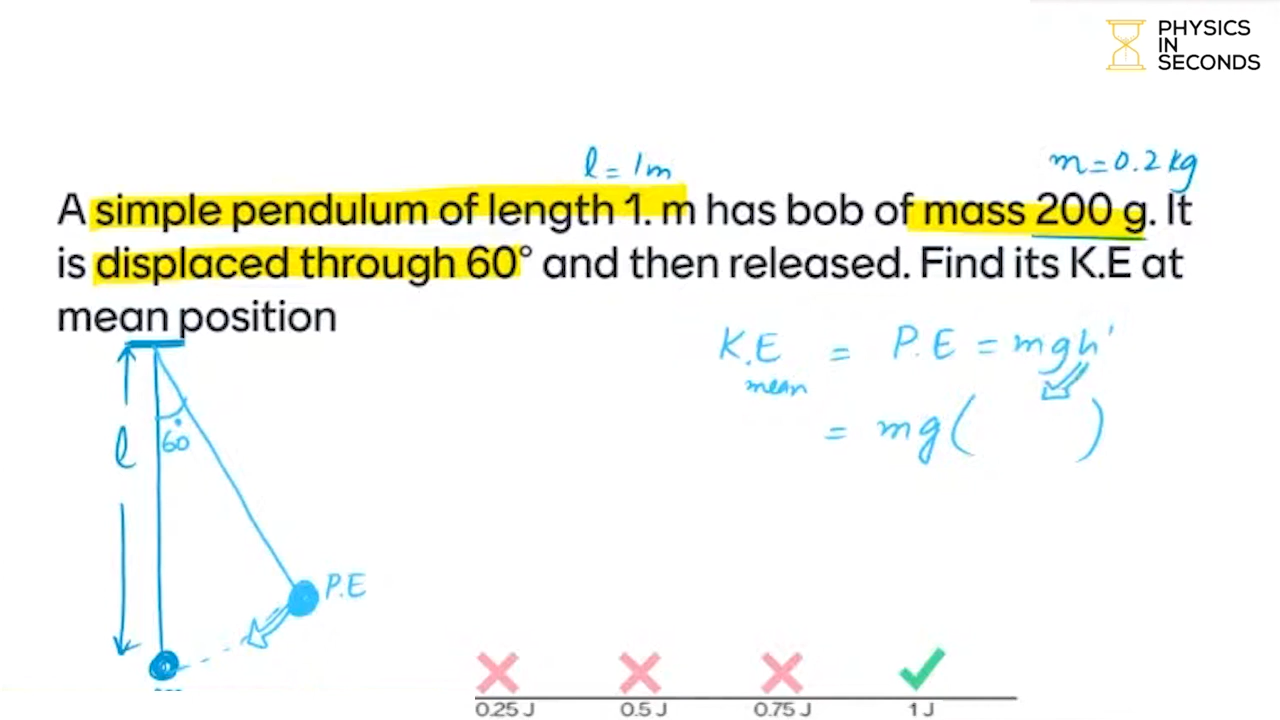 PHYSICS
IN
SECONDS
l = 1m
m = 0.2 kg
A simple pendulum of length 1. m has bob of mass 200 g. It
is displaced through 60° and then released. Find its K.E at
mean position
K.E mean = P.E = mgh'
= mg( )
60°
l
P.E
0.25 J 0.5 J 0.75 J 1 J